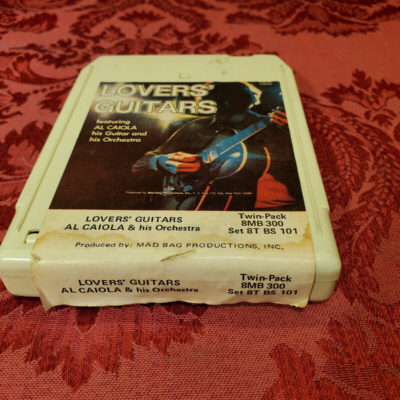 LOVERS'
GUITARS
featuring
AL CAIOLA
his Guitar and
his Orchestra
LOVERS' GUITARS
AL CAIOLA & his Orchestra
Twin-Pack
8MB 300
Set 8T BS 101
Produced by: MAD BAG PRODUCTIONS, INC.
LOVERS' GUITARS
AL CAIOLA & his Orchestra
Twin-Pack
8MB 300
Set 8T BS 101